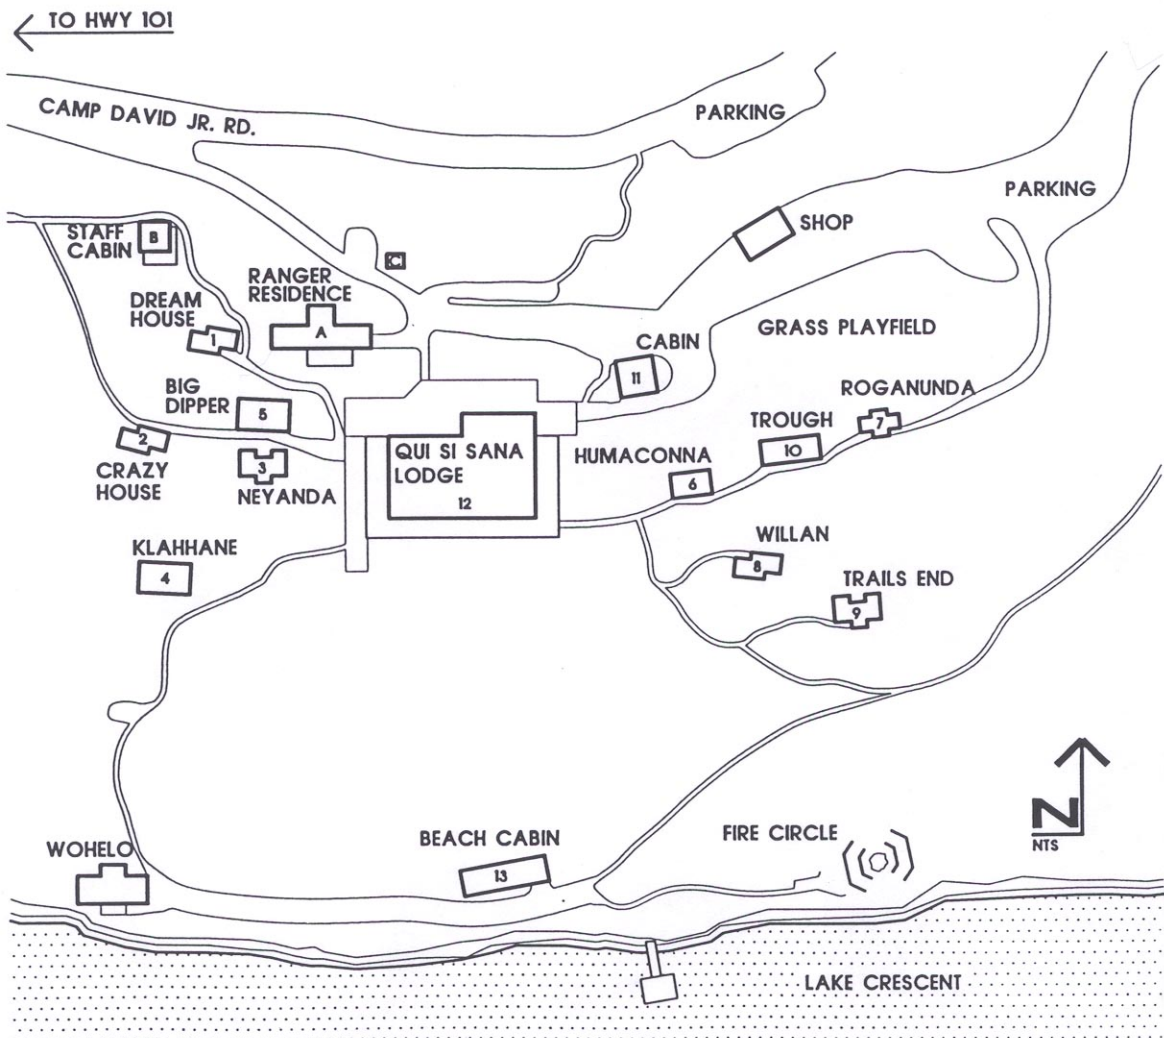 TO HWY 101
CAMP DAVID JR. RD.
PARKING
PARKING
SHOP
STAFF
CABIN
B
C
RANGER
RESIDENCE
A
DREAM
HOUSE
1
GRASS PLAYFIELD
CABIN
11
BIG
DIPPER
5
ROGANUNDA
7
TROUGH
10
2
CRAZY
HOUSE
3
NEYANDA
QUI SI SANA
LODGE
12
HUMACONNA
6
KLAHHANE
4
WILLAN
8
TRAILS END
9
N
NTS
WOHELO
BEACH CABIN
13
FIRE CIRCLE
LAKE CRESCENT